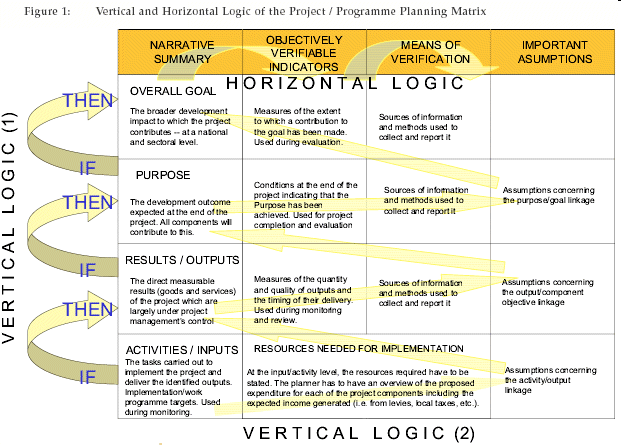 Figure 1: Vertical and Horizontal Logic of the Project / Programme Planning Matrix
NARRATIVE
SUMMARY
OBJECTIVELY
VERIFIABLE
INDICATORS
MEANS OF
VERIFICATION
IMPORTANT
ASUMPTIONS
HORIZONTAL LOGIC
VERTICAL LOGIC (1)
THEN
IF
THEN
IF
THEN
IF
OVERALL GOAL
The broader development
impact to which the project
contributes -- at a national
and sectoral level.
Measures of the extent
to which a contribution to
the goal has been made.
Used during evaluation.
Sources of information
and methods used to
collect and report it
PURPOSE
The development outcome
expected at the end of the
project. All components will
contribute to this.
Conditions at the end of the
project indicating that the
Purpose has been
achieved. Used for project
completion and evaluation
Sources of information
and methods used to
collect and report it
Assumptions concerning
the purpose/goal linkage
RESULTS / OUTPUTS
The direct measurable
results (goods and services)
of the project which are
largely under project
management's control
Measures of the quantity
and quality of outputs and
the timing of their delivery.
Used during monitoring
and review.
Sources of information
and methods used to
collect and report it
Assumptions concerning
the output/component
objective linkage
ACTIVITIES / INPUTS
The tasks carried out to
implement the project and
deliver the identified outputs.
Implementation/work
programme targets. Used
during monitoring.
RESOURCES NEEDED FOR IMPLEMENTATION
At the input/activity level, the resources required have to be
stated. The planner has to have an overview of the proposed
expenditure for each of the project components including the
expected income generated (i.e. from levies, local taxes, etc.).
Assumptions concerning
the activity/output
linkage
VERTICAL LOGIC (2)